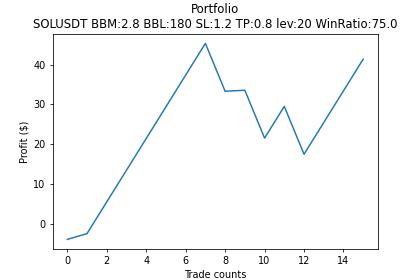 Portfolio
SOLUSDT BBM:2.8 BBL:180 SL:1.2 TP:0.8 lev:20 WinRatio:75.0
40
30
20
10
0
Profit ($)
0 2 4 6 8 10 12 14
Trade counts